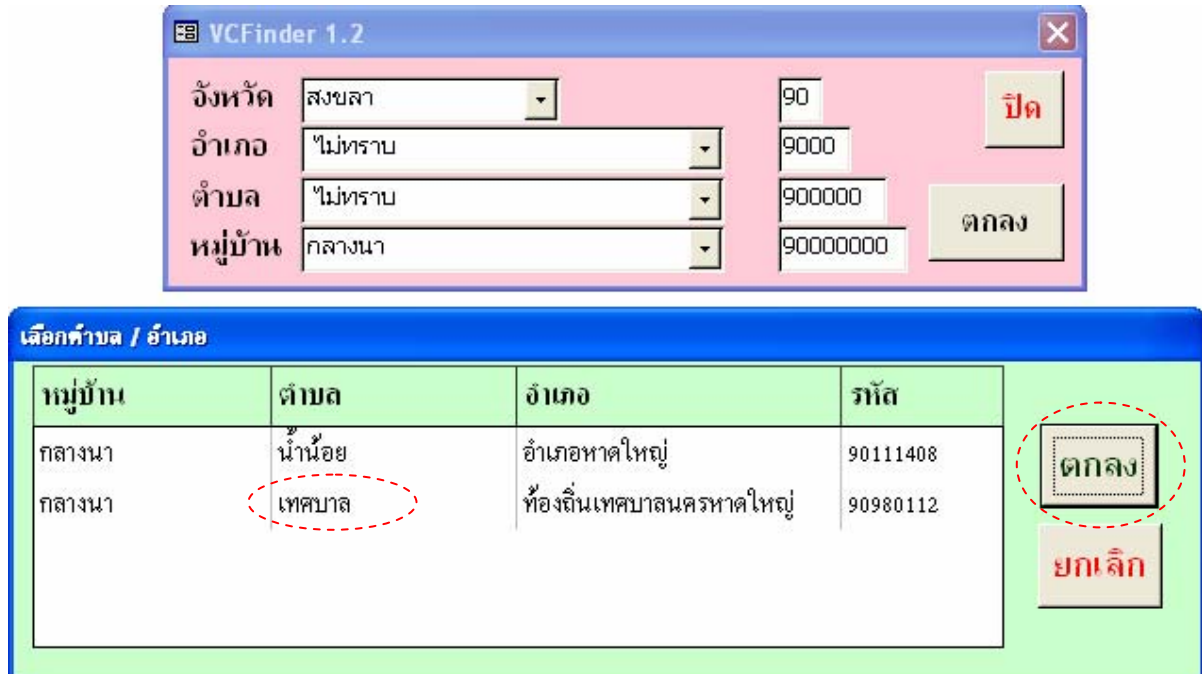 VCFinder 1.2
จังหวัด สงขลา 90 ปิด
อำเภอ ไม่ทราบ 9000
ตำบล ไม่ทราบ 900000
ตกลง
หมู่บ้าน กลางนา 90000000
เลือกตำบล / อำเภอ
หมู่บ้าน ตำบล อำเภอ รหัส
กลางนา น้ำน้อย อำเภอหาดใหญ่ 90111408
ตกลง
กลางนา เทศบาล ท้องถิ่นเทศบาลนครหาดใหญ่ 90980112
ยกเลิก